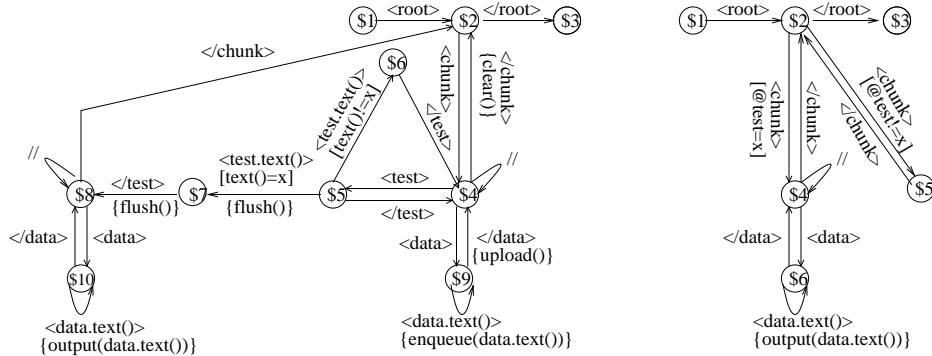 $1 <root> $2 </root> $3
</chunk>
$6
<test.text()>
[text()!=x]
</test>
<chunk>
</chunk>
{clear()}
//
$8
</test>
{flush()}
$7
<test.text()>
[text()=x]
{flush()}
$5
<test>
</test>
$4
//
</data>
<data>
$10
<data.text()>
{output(data.text())}
<data>
</data>
{upload()}
$9
<data.text()>
{enqueue(data.text())}
$1 <root> $2 </root> $3
<chunk>
[@test=x]
</chunk>
<chunk>
[@test!=x]
</chunk>
$5
$4
//
</data>
<data>
$6
<data.text()>
{output(data.text())}